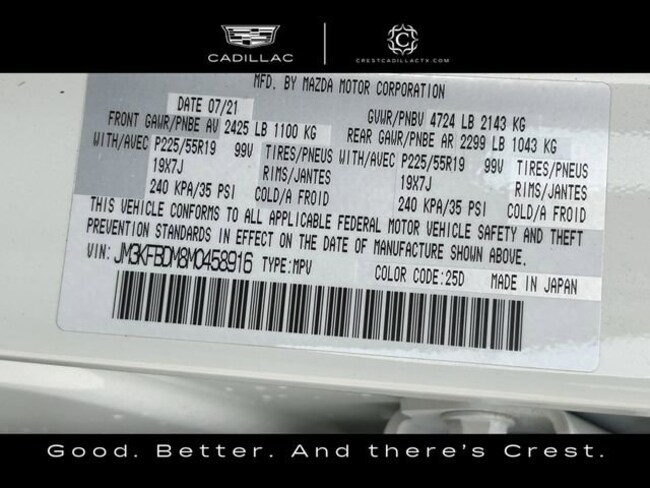 CADILLAC
C
CRESTCADILLACTX.COM
MFD. BY MAZDA MOTOR CORPORATION
DATE 07/21 GVWR/PNBV 4724 LB 2143 KG
FRONT GAWR/PNBE AV 2425 LB 1100 KG REAR GAWR/PNBE AR 2299 LB 1043 KG
WITH/AVEC P225/55R19 99V TIRES/PNEUS WITH/AVEC P225/55R19 99V TIRES/PNEUS
19X7J RIMS/JANTES 19X7J RIMS/JANTES
240 KPA/35 PSI COLD/A FROID 240 KPA/35 PSI COLD/A FROID
THIS VEHICLE CONFORMS TO ALL APPLICABLE FEDERAL MOTOR VEHICLE SAFETY AND THEFT
PREVENTION STANDARDS IN EFFECT ON THE DATE OF MANUFACTURE SHOWN ABOVE.
VIN: JM3KFBDM8M0458916 TYPE:MPV COLOR CODE:25D MADE IN JAPAN
Good. Better. And there's Crest.